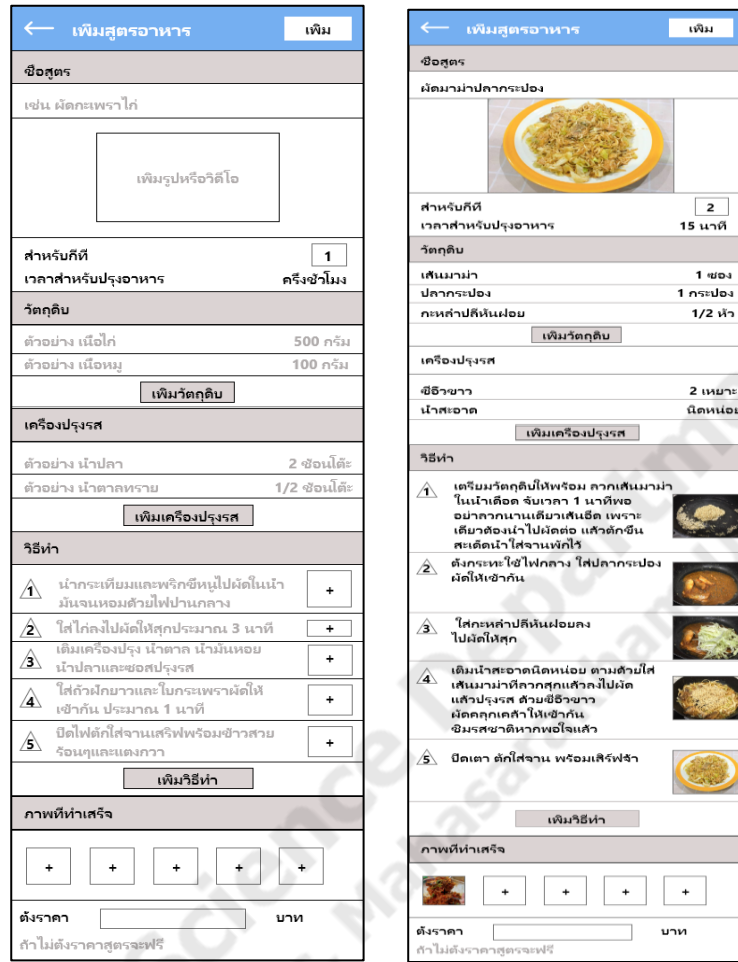 ← เพิ่มสูตรอาหาร เพิ่ม
ชื่อสูตร
เช่น ผัดกะเพราไก่
เพิ่มรูปหรือวิดีโอ
สำหรับกี่ที่ 1
เวลาสำหรับปรุงอาหาร ครึ่งชั่วโมง
วัตถุดิบ
ตัวอย่าง เนื้อไก่ 500 กรัม
ตัวอย่าง เนื้อหมู 100 กรัม
เพิ่มวัตถุดิบ
เครื่องปรุงรส
ตัวอย่าง น้ำปลา 2 ช้อนโต๊ะ
ตัวอย่าง น้ำตาลทราย 1/2 ช้อนโต๊ะ
เพิ่มเครื่องปรุงรส
วิธีทำ
1 นำกระเทียมและพริกขี้หนูไปผัดในน้ำ +
มันจนหอมด้วยไฟปานกลาง
2 ใส่ไก่ลงไปผัดให้สุกประมาณ 3 นาที +
3 เติมเครื่องปรุง น้ำตาล น้ำมันหอย +
น้ำปลาและซอสปรุงรส
4 ใส่ถั่วฝักยาวและใบกระเพราผัดให้ +
เข้ากัน ประมาณ 1 นาที
5 ปิดไฟตักใส่จานเสริฟพร้อมข้าวสวย +
ร้อนๆและแตงกวา
เพิ่มวิธีทำ
ภาพที่ทำเสร็จ
+ + + + +
ตั้งราคา บาท
ถ้าไม่ตั้งราคาสูตรจะฟรี
← เพิ่มสูตรอาหาร เพิ่ม
ชื่อสูตร
ผัดมาม่าปลากระป๋อง
สำหรับกี่ที่ 2
เวลาสำหรับปรุงอาหาร 15 นาที
วัตถุดิบ
เส้นมาม่า 1 ซอง
ปลากระป๋อง 1 กระป๋อง
กะหล่ำปลีหั่นฝอย 1/2 หัว
เพิ่มวัตถุดิบ
เครื่องปรุงรส
ซีอิ๊วขาว 2 เหยาะ
น้ำสะอาด นิดหน่อย
เพิ่มเครื่องปรุงรส
วิธีทำ
1 เตรียมวัตถุดิบให้พร้อม ลวกเส้นมาม่า
ในน้ำเดือด จับเวลา 1 นาทีพอ
อย่าลวกนานเดี๋ยวเส้นอืด เพราะ
เดี๋ยวต้องนำไปผัดต่อ แล้วตักขึ้น
สะเด็ดน้ำใส่จานพักไว้
2 ตั้งกระทะใช้ไฟกลาง ใส่ปลากระป๋อง
ผัดให้เข้ากัน
3 ใส่กะหล่ำปลีหั่นฝอยลง
ไปผัดให้สุก
4 เติมน้ำสะอาดนิดหน่อย ตามด้วยใส่
เส้นมาม่าที่ลวกสุกแล้วลงไปผัด
แล้วปรุงรส ด้วยซีอิ๊วขาว
ผัดคลุกเคล้าให้เข้ากัน
ชิมรสชาติหากพอใจแล้ว
5 ปิดเตา ตักใส่จาน พร้อมเสิร์ฟจ้า
เพิ่มวิธีทำ
ภาพที่ทำเสร็จ
+ + + +
ตั้งราคา บาท
ถ้าไม่ตั้งราคาสูตรจะฟรี